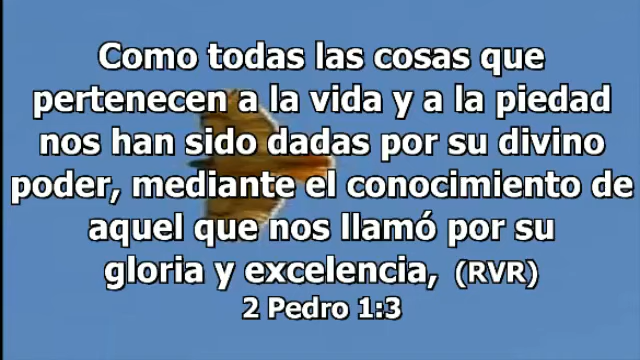 Como todas las cosas que
pertenecen a la vida y a la piedad
nos han sido dadas por su divino
poder, mediante el conocimiento de
aquel que nos llamó por su
gloria y excelencia, (RVR)
2 Pedro 1:3